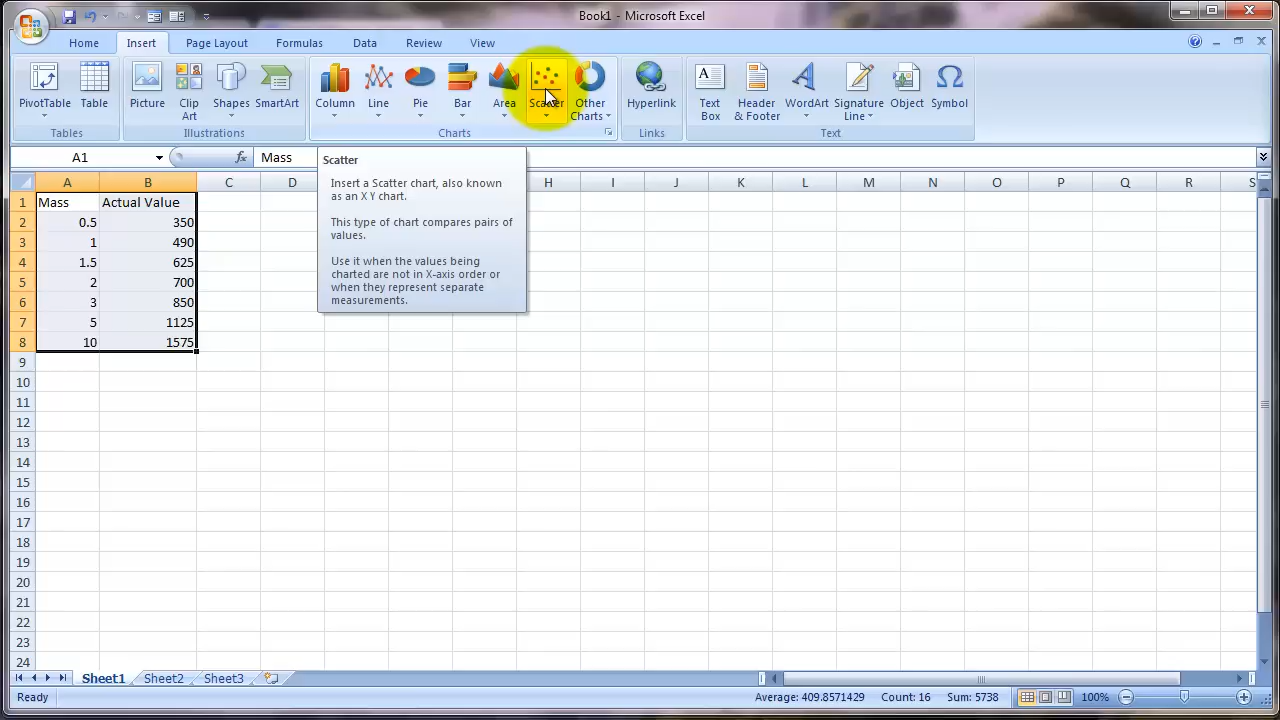 Book1 - Microsoft Excel
Home Insert Page Layout Formulas Data Review View
PivotTable Table Picture Clip Art Shapes SmartArt Column Line Pie Bar Area Scatter Other Charts Hyperlink Text Box Header & Footer WordArt Signature Line Object Symbol
Tables Illustrations Charts Links Text
A1 fx Mass
Scatter
Insert a Scatter chart, also known
as an X Y chart.
This type of chart compares pairs of
values.
Use it when the values being
charted are not in X-axis order or
when they represent separate
measurements.
A B C D H I J K L M N O P Q R S
1 Mass Actual Value
2 0.5 350
3 1 490
4 1.5 625
5 2 700
6 3 850
7 5 1125
8 10 1575
9
10
11
12
13
14
15
16
17
18
19
20
21
22
23
24
Sheet1 Sheet2 Sheet3
Ready Average: 409.8571429 Count: 16 Sum: 5738 100%